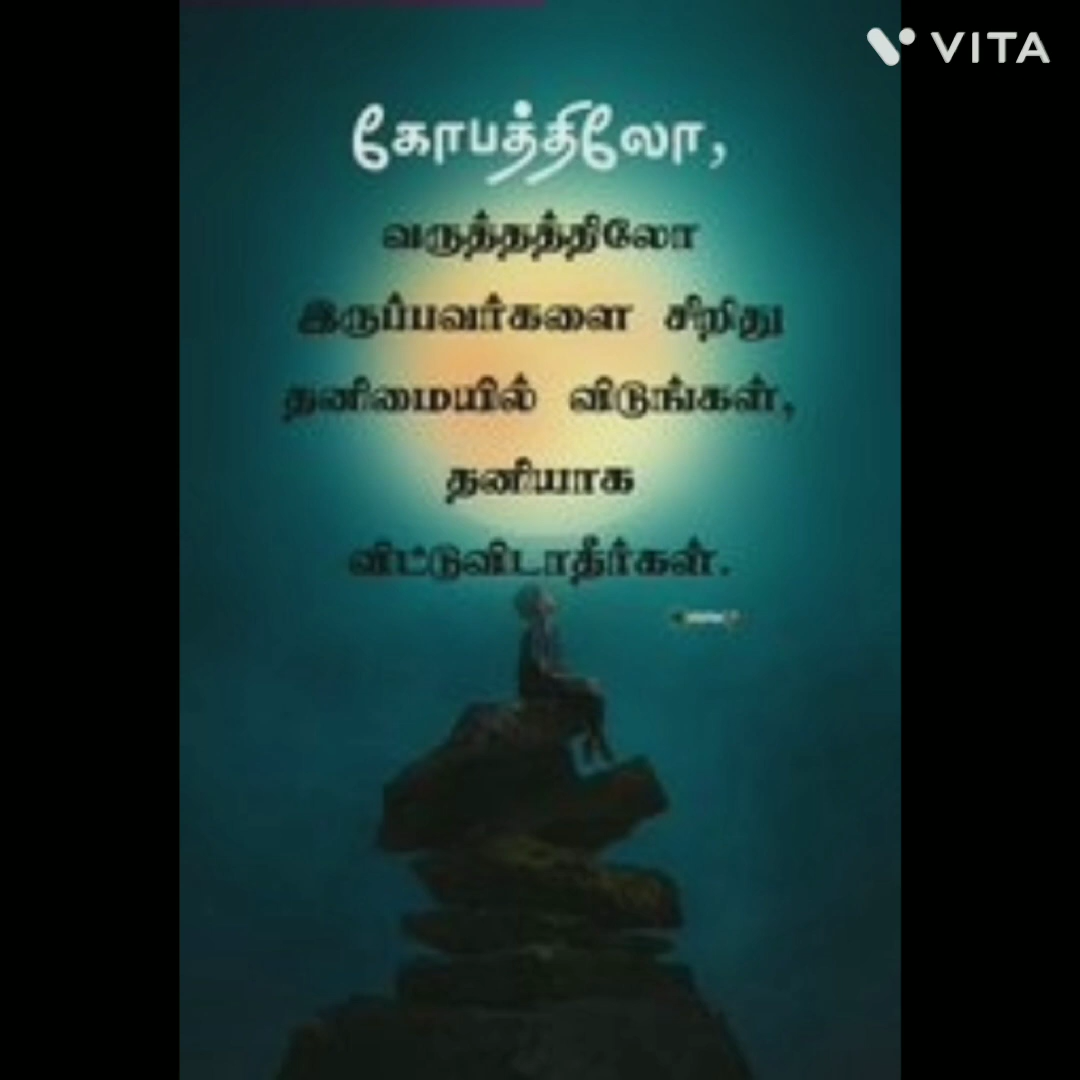 VITA
கோபத்திலோ,
வருத்தத்திலோ
இருப்பவர்களை சிறிது
தனிமையில் விடுங்கள்,
தனியாக
விட்டுவிடாதீர்கள்.